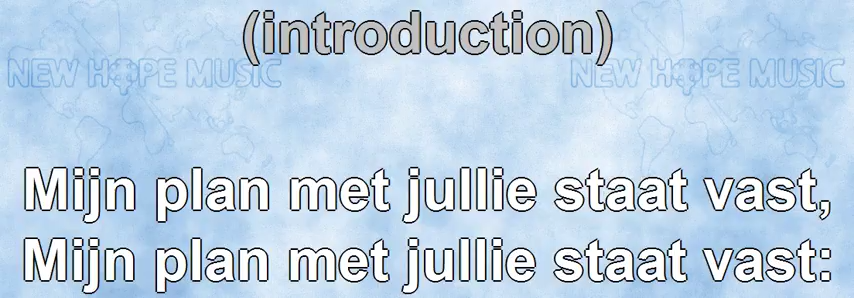 (introduction)
NEW HOPE MUSIC NEW HOPE MUSIC
Mijn plan met jullie staat vast,
Mijn plan met jullie staat vast: